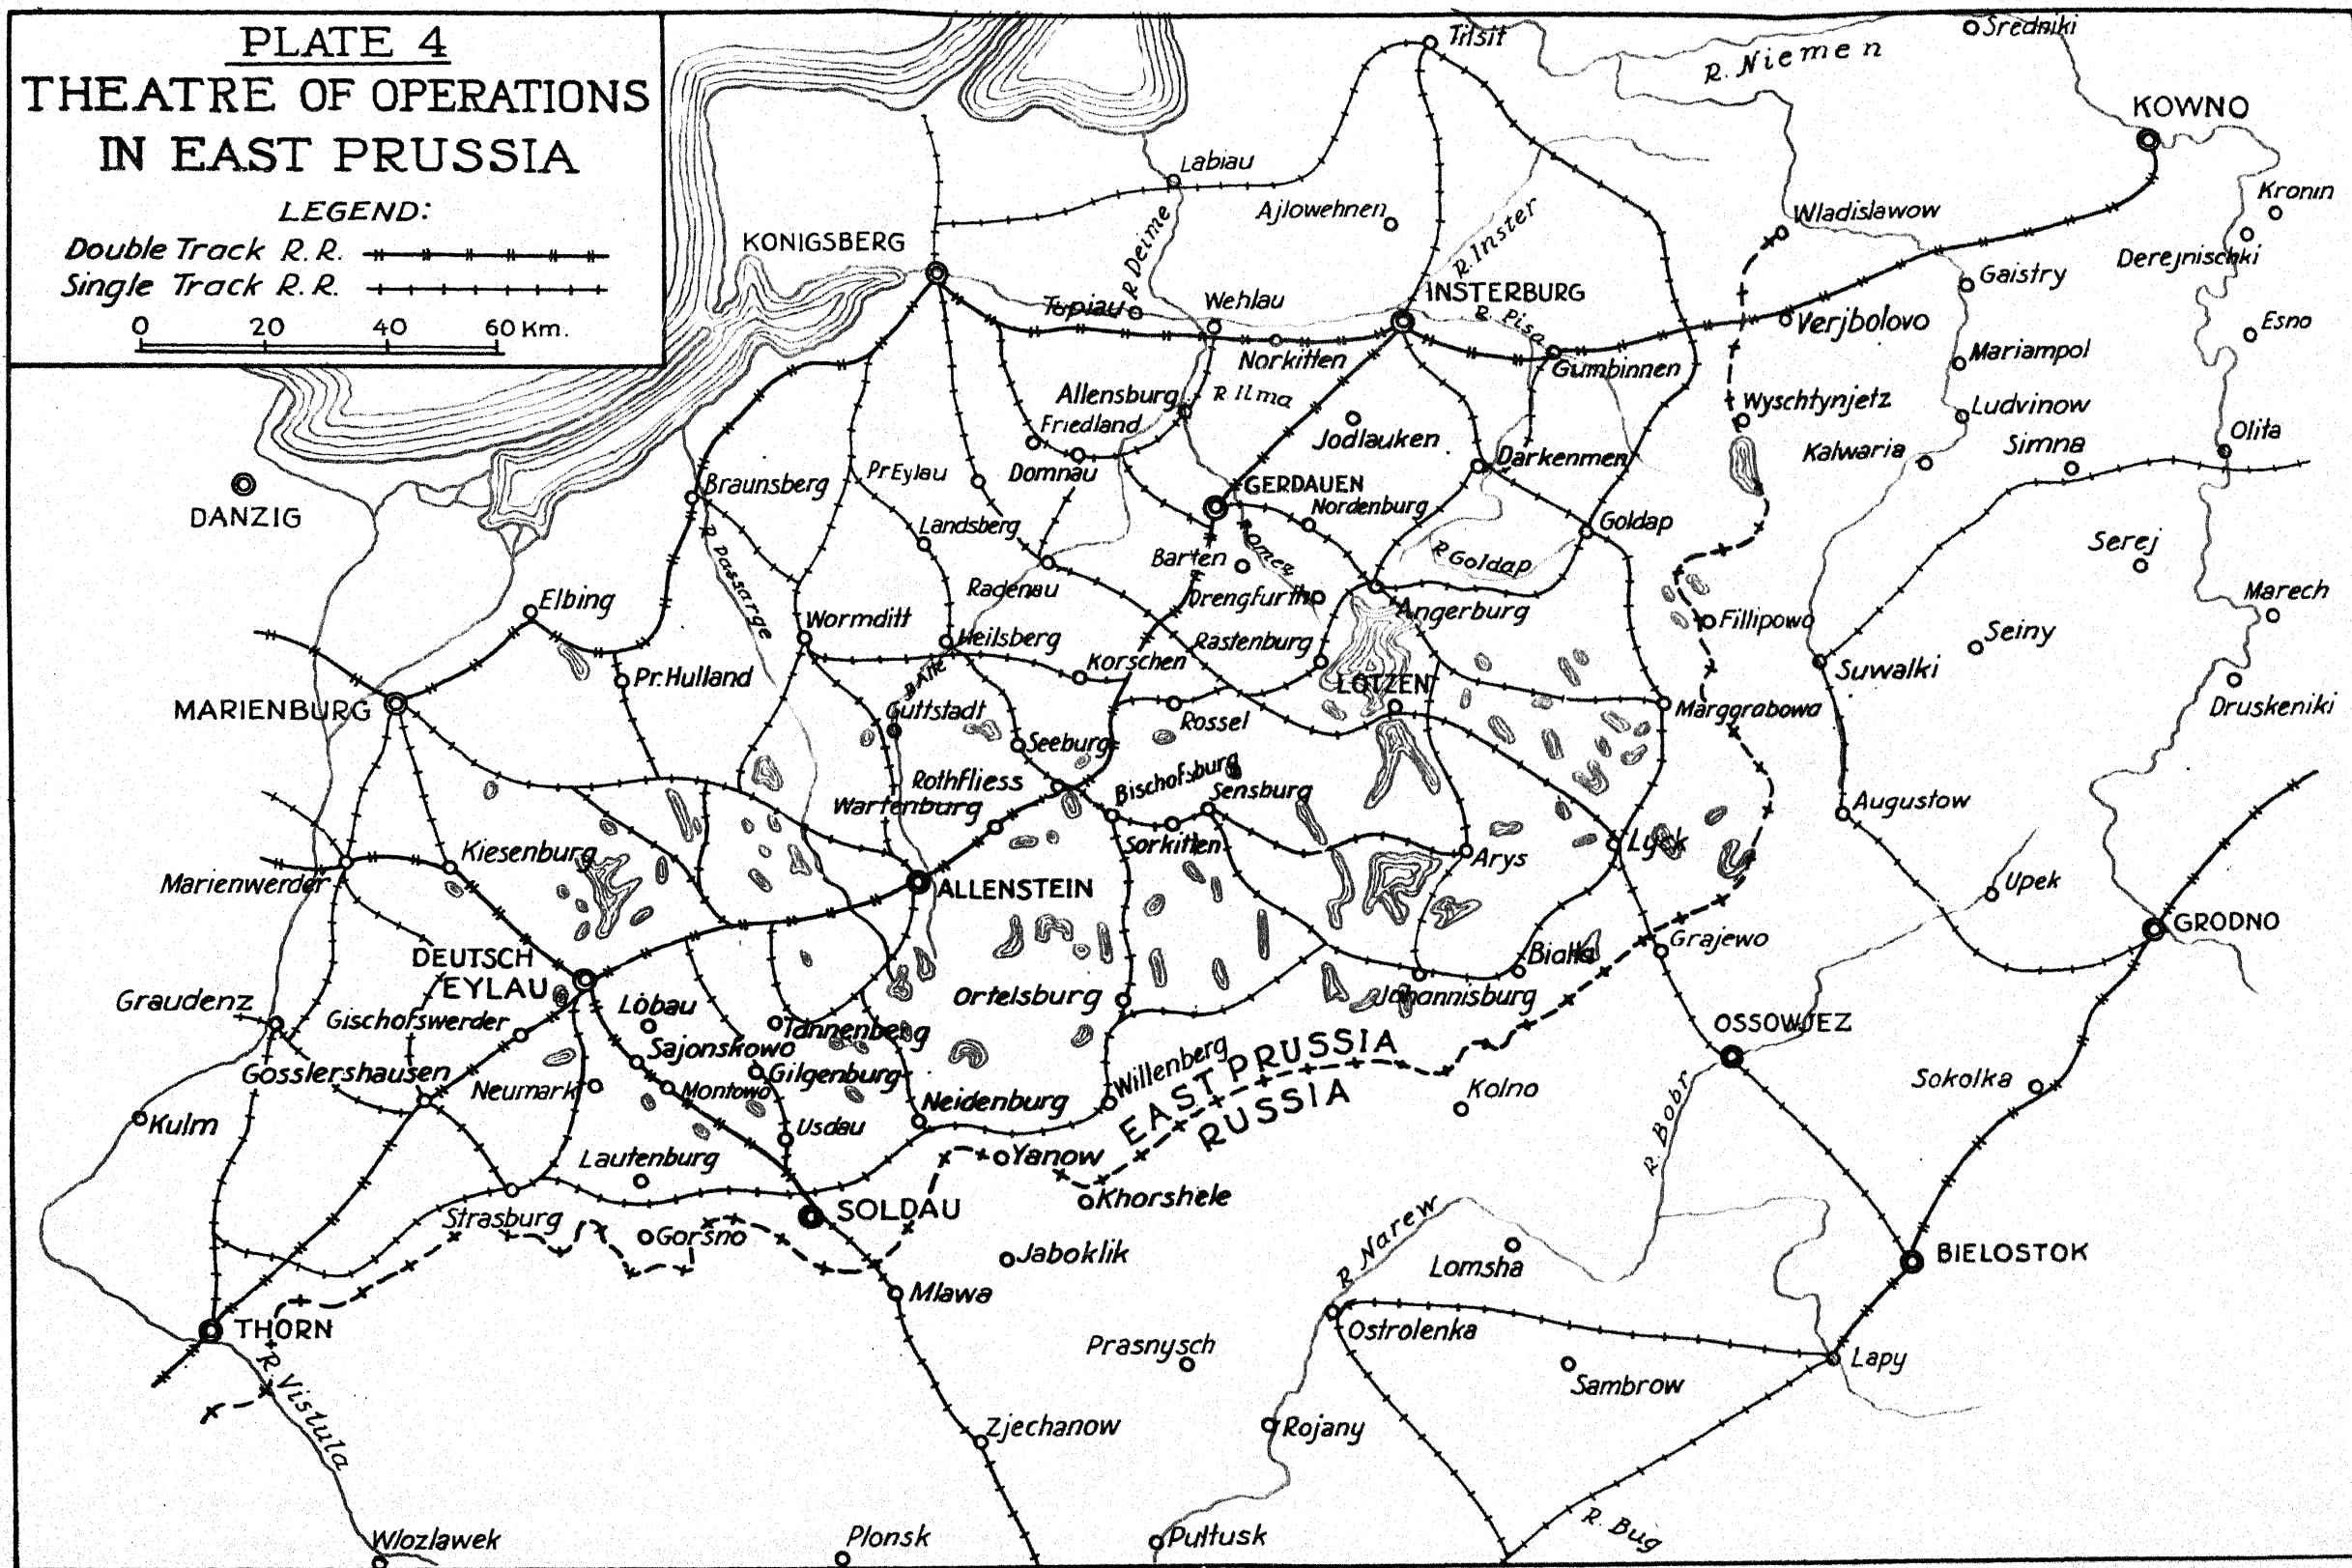 PLATE 4
THEATRE OF OPERATIONS
IN EAST PRUSSIA
LEGEND:
Double Track R.R.
Single Track R.R.
0 20 40 60 Km.
Tilsit
R. Niemen
Sredniki
KOWNO
Labiau
Kronin
Ajlowehnen
Wladislawow
R. Deime
R. Inster
KONIGSBERG
Derejnischki
Gaistry
Tupiau
Wehlau
INSTERBURG
R. Pisa
Verjbolovo
Esno
Norkitten
Gumbinnen
Mariampol
Allensburg
R Ilma
Wyschtynjetz
Ludvinow
Friedland
Jodlauken
Olita
Kalwaria
Simna
Darkenmen
Pr Eylau
Domnau
Braunsberg
GERDAUEN
Nordenburg
DANZIG
Landsberg
Goldap
R Passarge
Serej
Barten
Omeg
R Goldap
Radenau
Drengfurth
Marech
Elbing
Angerburg
Wormditt
Fillipowo
Heilsberg
Rastenburg
Seiny
Korschen
Suwalki
Pr. Hulland
R Alle
LOTZEN
MARIENBURG
Guttstadt
Rossel
Marggrabowa
Druskeniki
Seeburg
Rothfliess
Bischofsburg
Sensburg
Wartenburg
Augustow
Kiesenburg
Sorkitten
Lyck
Arys
Marienwerder
ALLENSTEIN
Upek
GRODNO
DEUTSCH
EYLAU
Grajewo
Bialla
Ortelsburg
Johannisburg
Graudenz
Löbau
Gischofswerder
Tannenberg
OSSOWJEZ
Sajonskowo
Willenberg
EAST PRUSSIA
RUSSIA
Gosslershausen
Gilgenburg
Neumark
Montowo
Kolno
Sokolka
Neidenburg
R. Bobr
Kulm
Usdau
Lautenburg
Yanow
Khorshele
Strasburg
SOLDAU
Gorsno
R Narew
Jaboklik
Lomsha
BIELOSTOK
Mlawa
THORN
Ostrolenka
Prasnysch
Lapy
Sambrow
R. Vistula
Zjechanow
Rojany
Wlozlawek
Plonsk
Pultusk
R. Bug